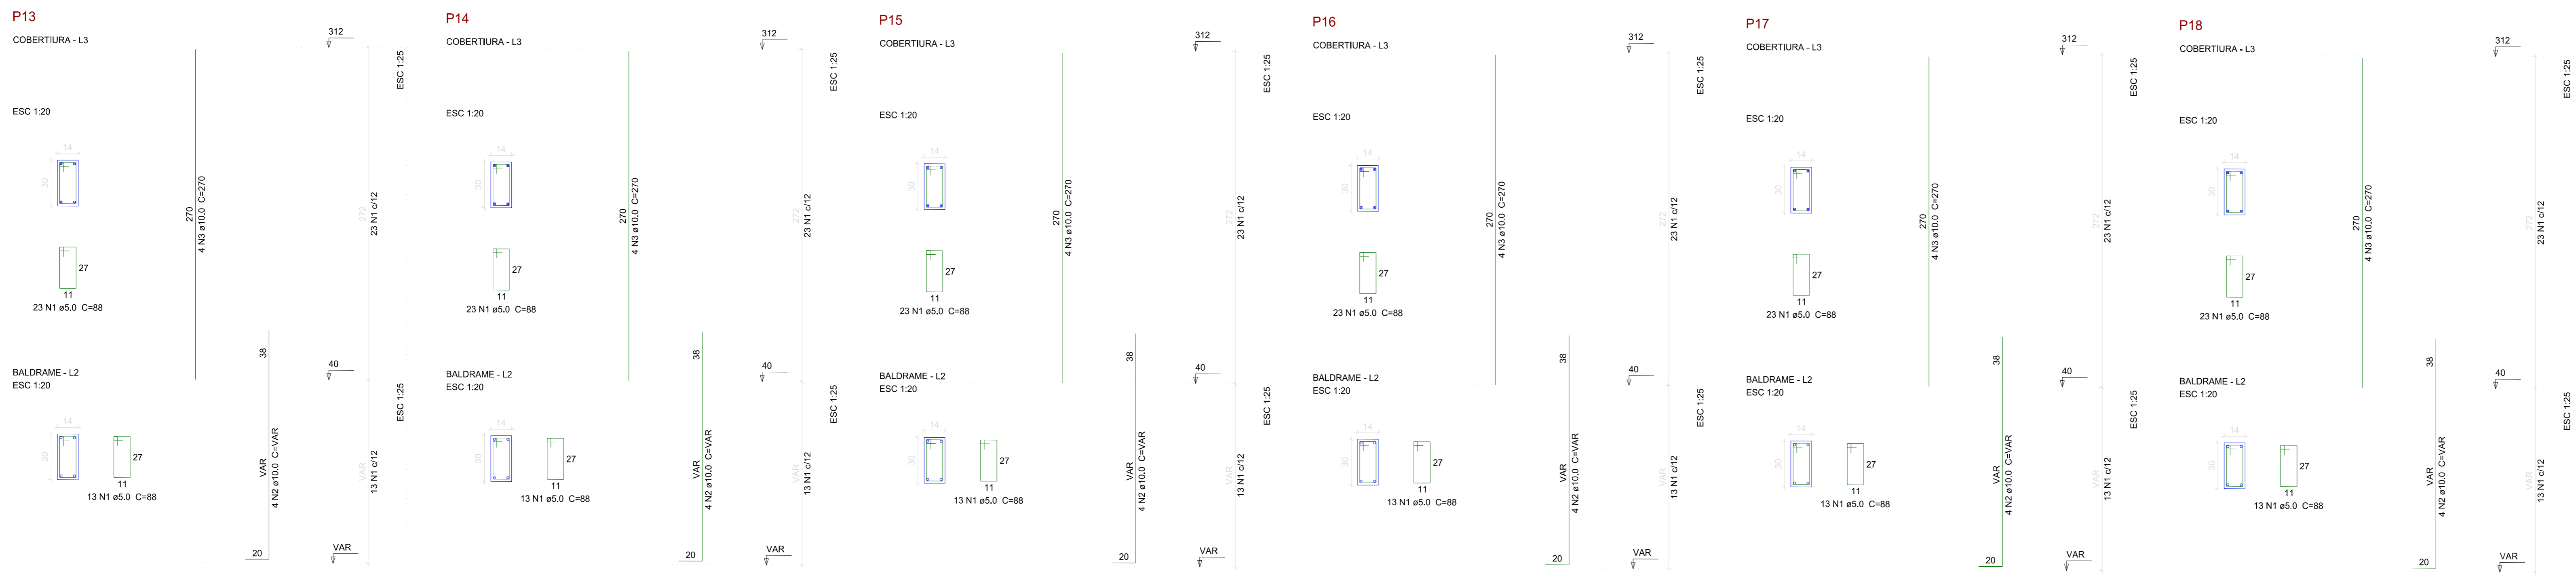 P13
COBERTIURA - L3
312
ESC 1:25
ESC 1:20
14
30
270
4 N3 ø10.0 C=270
272
23 N1 c/12
27
11
23 N1 ø5.0 C=88
38
BALDRAME - L2
40
ESC 1:20
ESC 1:25
14
30
27
11
13 N1 ø5.0 C=88
VAR
4 N2 ø10.0 C=VAR
VAR
13 N1 c/12
20
VAR
P14
COBERTIURA - L3
312
ESC 1:25
ESC 1:20
14
30
270
4 N3 ø10.0 C=270
272
23 N1 c/12
27
11
23 N1 ø5.0 C=88
38
BALDRAME - L2
40
ESC 1:20
ESC 1:25
14
30
27
11
13 N1 ø5.0 C=88
VAR
4 N2 ø10.0 C=VAR
VAR
13 N1 c/12
20
VAR
P15
COBERTIURA - L3
312
ESC 1:25
ESC 1:20
14
30
270
4 N3 ø10.0 C=270
272
23 N1 c/12
27
11
23 N1 ø5.0 C=88
38
BALDRAME - L2
40
ESC 1:20
ESC 1:25
14
30
27
11
13 N1 ø5.0 C=88
VAR
4 N2 ø10.0 C=VAR
VAR
13 N1 c/12
20
VAR
P16
COBERTIURA - L3
312
ESC 1:25
ESC 1:20
14
30
270
4 N3 ø10.0 C=270
272
23 N1 c/12
27
11
23 N1 ø5.0 C=88
38
BALDRAME - L2
40
ESC 1:20
ESC 1:25
14
30
27
11
13 N1 ø5.0 C=88
VAR
4 N2 ø10.0 C=VAR
VAR
13 N1 c/12
20
VAR
P17
COBERTIURA - L3
312
ESC 1:25
ESC 1:20
14
30
270
4 N3 ø10.0 C=270
272
23 N1 c/12
27
11
23 N1 ø5.0 C=88
38
BALDRAME - L2
40
ESC 1:20
ESC 1:25
14
30
27
11
13 N1 ø5.0 C=88
VAR
4 N2 ø10.0 C=VAR
VAR
13 N1 c/12
20
VAR
P18
COBERTIURA - L3
312
ESC 1:25
ESC 1:20
14
30
270
4 N3 ø10.0 C=270
272
23 N1 c/12
27
11
23 N1 ø5.0 C=88
38
BALDRAME - L2
40
ESC 1:20
ESC 1:25
14
30
27
11
13 N1 ø5.0 C=88
VAR
4 N2 ø10.0 C=VAR
VAR
13 N1 c/12
20
VAR